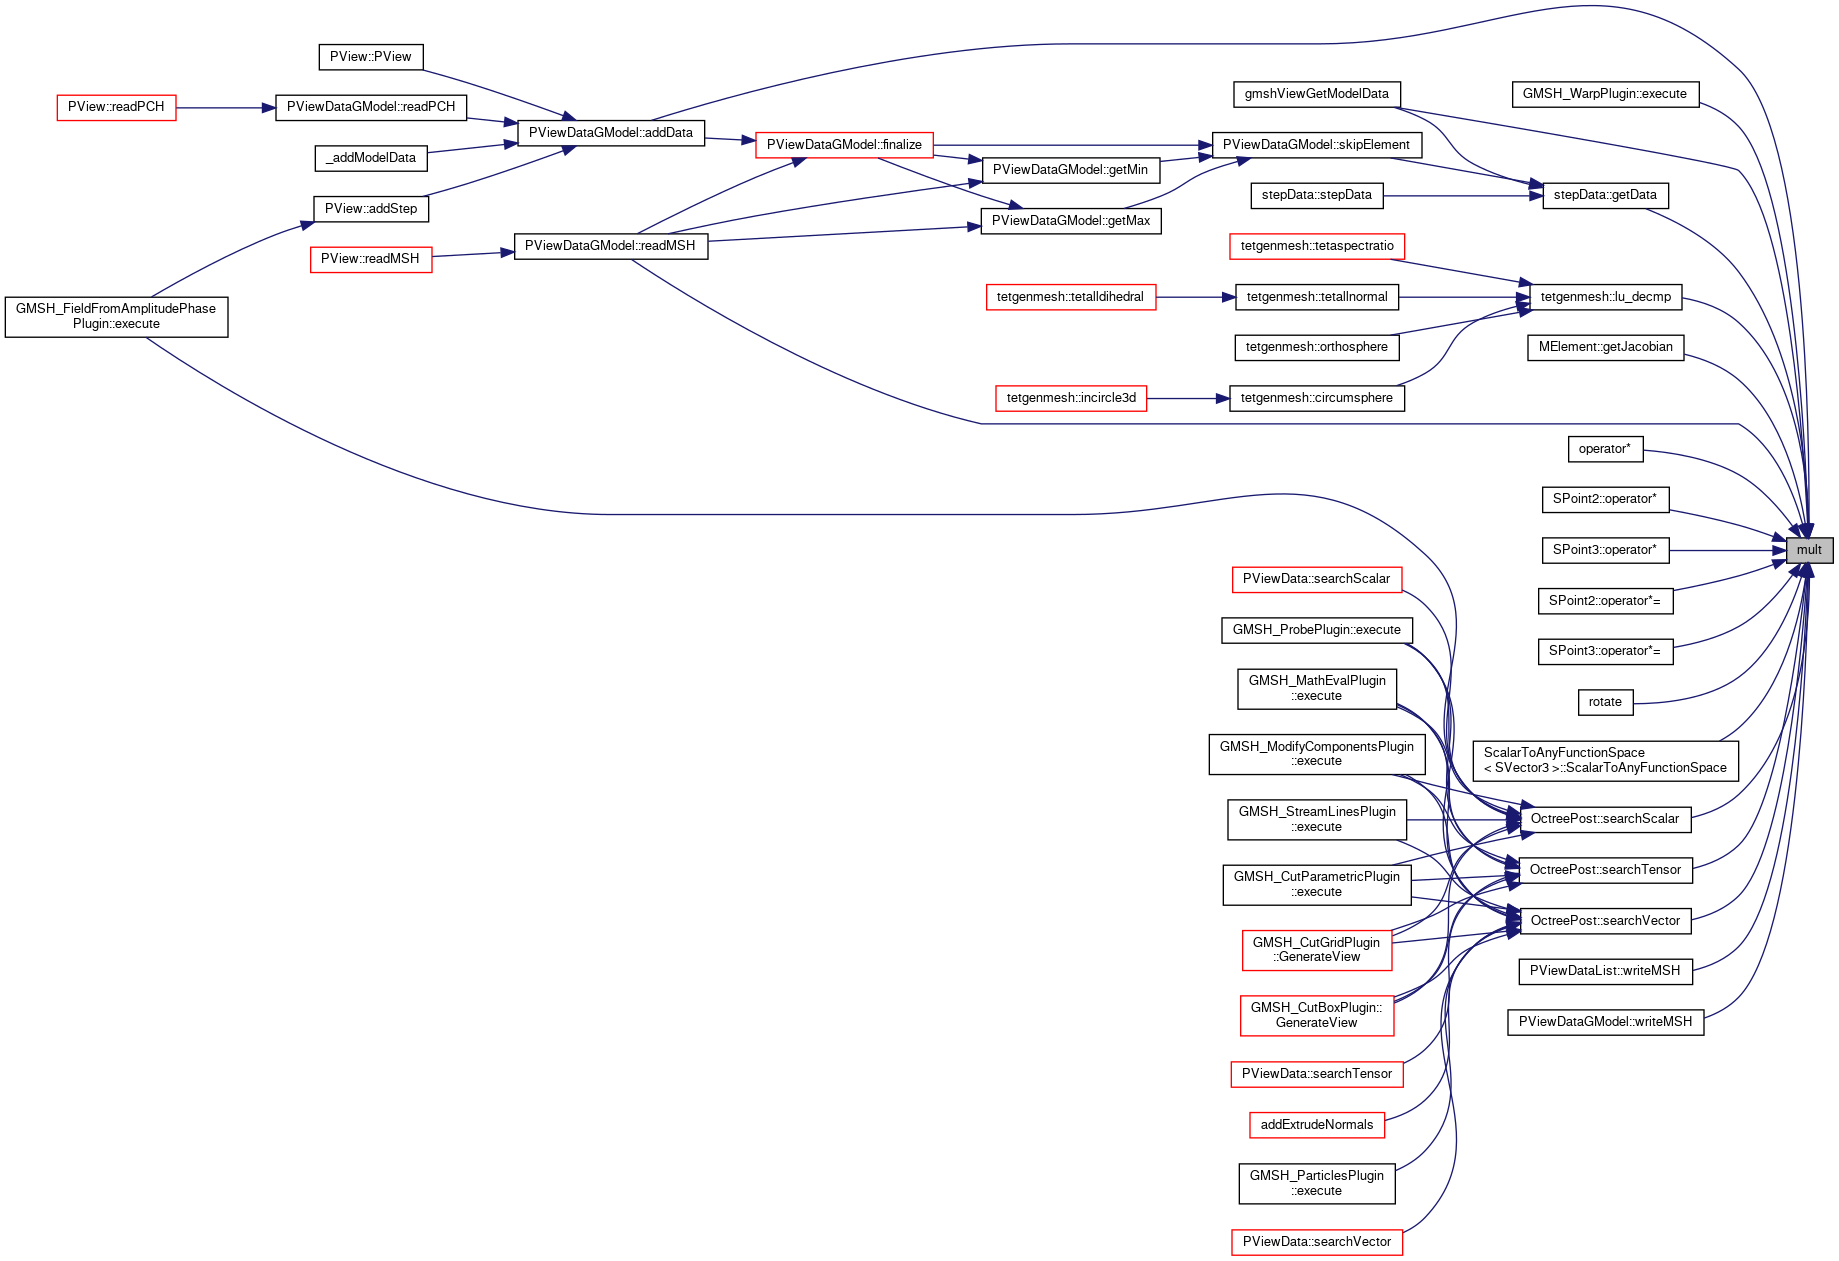 PView::PView
PView::readPCH
PViewDataGModel::readPCH
_addModelData
PViewDataGModel::addData
PView::addStep
PView::readMSH
GMSH_FieldFromAmplitudePhase
Plugin::execute
PViewDataGModel::readMSH
PViewDataGModel::finalize
PViewDataGModel::getMin
PViewDataGModel::getMax
gmshViewGetModelData
PViewDataGModel::skipElement
stepData::stepData
GMSH_WarpPlugin::execute
stepData::getData
tetgenmesh::tetaspectratio
tetgenmesh::tetalldihedral
tetgenmesh::tetallnormal
tetgenmesh::lu_decmp
tetgenmesh::orthosphere
MElement::getJacobian
tetgenmesh::incircle3d
tetgenmesh::circumsphere
operator*
SPoint2::operator*
SPoint3::operator*
mult
SPoint2::operator*=
SPoint3::operator*=
rotate
ScalarToAnyFunctionSpace
< SVector3 >::ScalarToAnyFunctionSpace
PViewData::searchScalar
GMSH_ProbePlugin::execute
GMSH_MathEvalPlugin
::execute
GMSH_ModifyComponentsPlugin
::execute
GMSH_StreamLinesPlugin
::execute
OctreePost::searchScalar
GMSH_CutParametricPlugin
::execute
OctreePost::searchTensor
GMSH_CutGridPlugin
::GenerateView
OctreePost::searchVector
GMSH_CutBoxPlugin::
GenerateView
PViewDataList::writeMSH
PViewDataGModel::writeMSH
PViewData::searchTensor
addExtrudeNormals
GMSH_ParticlesPlugin
::execute
PViewData::searchVector